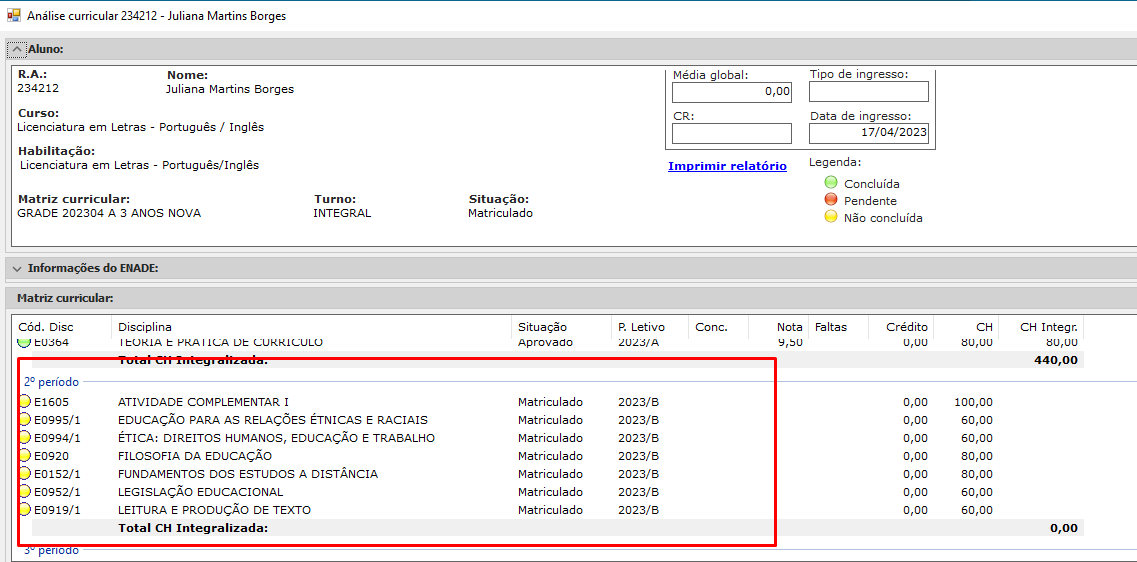 Análise curricular 234212 - Juliana Martins Borges
Aluno:
R.A.: Nome:
234212 Juliana Martins Borges
Curso:
Licenciatura em Letras - Português / Inglês
Habilitação:
Licenciatura em Letras - Português/Inglês
Matriz curricular: Turno: Situação:
GRADE 202304 A 3 ANOS NOVA INTEGRAL Matriculado
Média global: Tipo de ingresso:
0,00
CR: Data de ingresso:
17/04/2023
Imprimir relatório Legenda:
Concluída
Pendente
Não concluída
Informações do ENADE:
Matriz curricular:
Cód. Disc Disciplina Situação P. Letivo Conc. Nota Faltas Crédito CH CH Integr.
E0364 TEORIA E PRÁTICA DE CURRÍCULO Aprovado 2023/A 9,50 0,00 80,00 80,00
Total CH Integralizada: 440,00
2º período
E1605 ATIVIDADE COMPLEMENTAR I Matriculado 2023/B 0,00 100,00
E0995/1 EDUCAÇÃO PARA AS RELAÇÕES ÉTNICAS E RACIAIS Matriculado 2023/B 0,00 60,00
E0994/1 ÉTICA: DIREITOS HUMANOS, EDUCAÇÃO E TRABALHO Matriculado 2023/B 0,00 60,00
E0920 FILOSOFIA DA EDUCAÇÃO Matriculado 2023/B 0,00 80,00
E0152/1 FUNDAMENTOS DOS ESTUDOS A DISTÂNCIA Matriculado 2023/B 0,00 80,00
E0952/1 LEGISLAÇÃO EDUCACIONAL Matriculado 2023/B 0,00 60,00
E0919/1 LEITURA E PRODUÇÃO DE TEXTO Matriculado 2023/B 0,00 60,00
Total CH Integralizada: 0,00
3º período